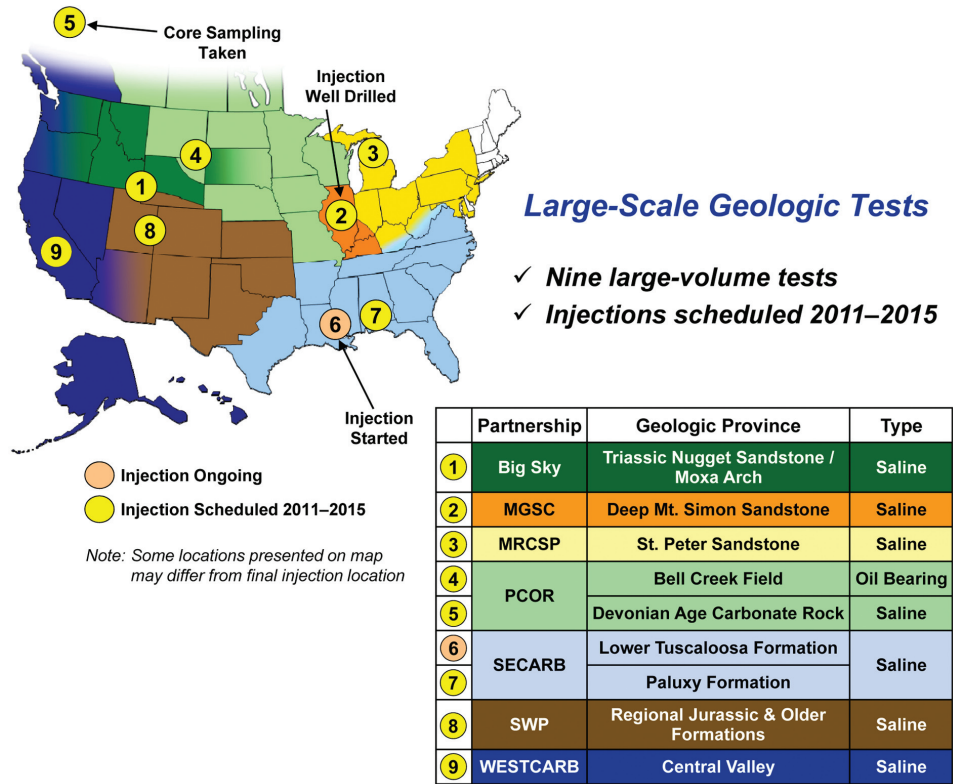 5
Core Sampling
Taken
Injection
Well Drilled
4
3
1
2
8
9
6
7
Injection
Started
Large-Scale Geologic Tests
✓ Nine large-volume tests
✓ Injections scheduled 2011–2015
Injection Ongoing
Injection Scheduled 2011–2015
Note: Some locations presented on map
may differ from final injection location
Partnership Geologic Province Type
1 Big Sky Triassic Nugget Sandstone /
Moxa Arch Saline
2 MGSC Deep Mt. Simon Sandstone Saline
3 MRCSP St. Peter Sandstone Saline
4 PCOR Bell Creek Field Oil Bearing
5 Devonian Age Carbonate Rock Saline
6 SECARB Lower Tuscaloosa Formation Saline
7 Paluxy Formation
8 SWP Regional Jurassic & Older
Formations Saline
9 WESTCARB Central Valley Saline